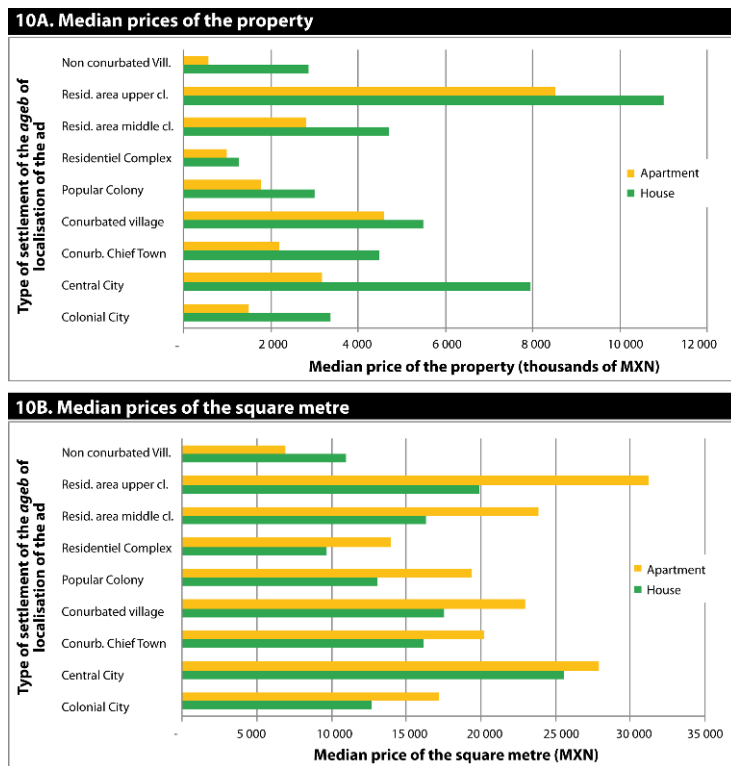 10A. Median prices of the property
Type of settlement of the ageb of
localisation of the ad
Non conurbated Vill.
Resid. area upper cl.
Resid. area middle cl.
Residentiel Complex
Popular Colony
Conurbated village
Conurb. Chief Town
Central City
Colonial City
Apartment
House
- 2 000 4 000 6 000 8 000 10 000 12 000
Median price of the property (thousands of MXN)
10B. Median prices of the square metre
Type of settlement of the ageb of
localisation of the ad
Non conurbated Vill.
Resid. area upper cl.
Resid. area middle cl.
Residentiel Complex
Popular Colony
Conurbated village
Conurb. Chief Town
Central City
Colonial City
Apartment
House
- 5 000 10 000 15 000 20 000 25 000 30 000 35 000
Median price of the square metre (MXN)